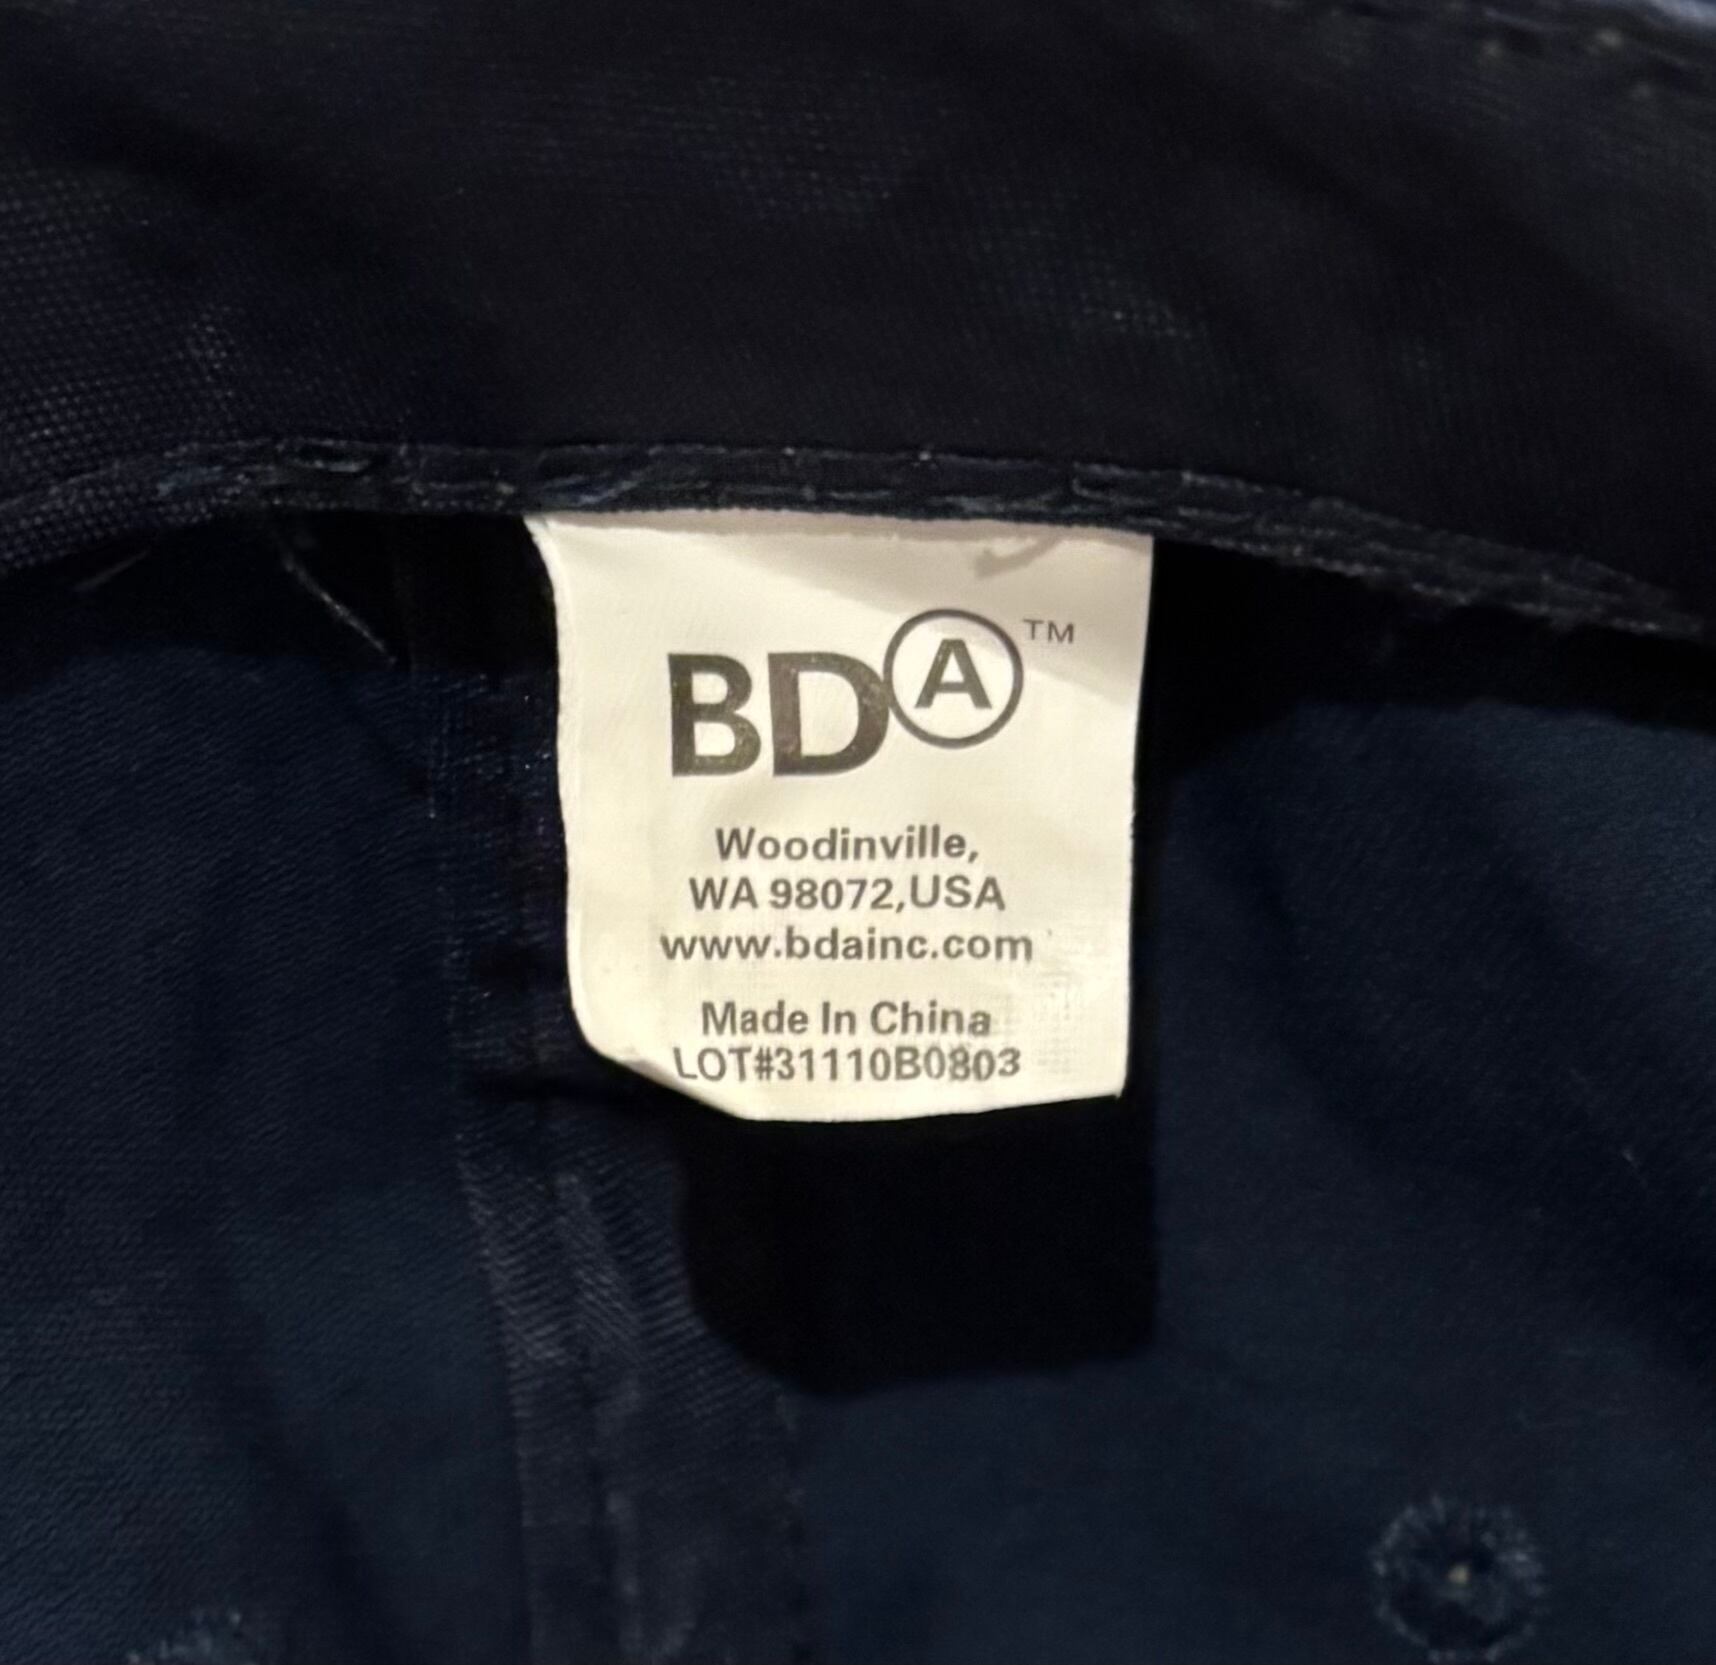 BDA™
Woodinville,
WA 98072,USA
www.bdainc.com
Made In China
LOT#31110B0803